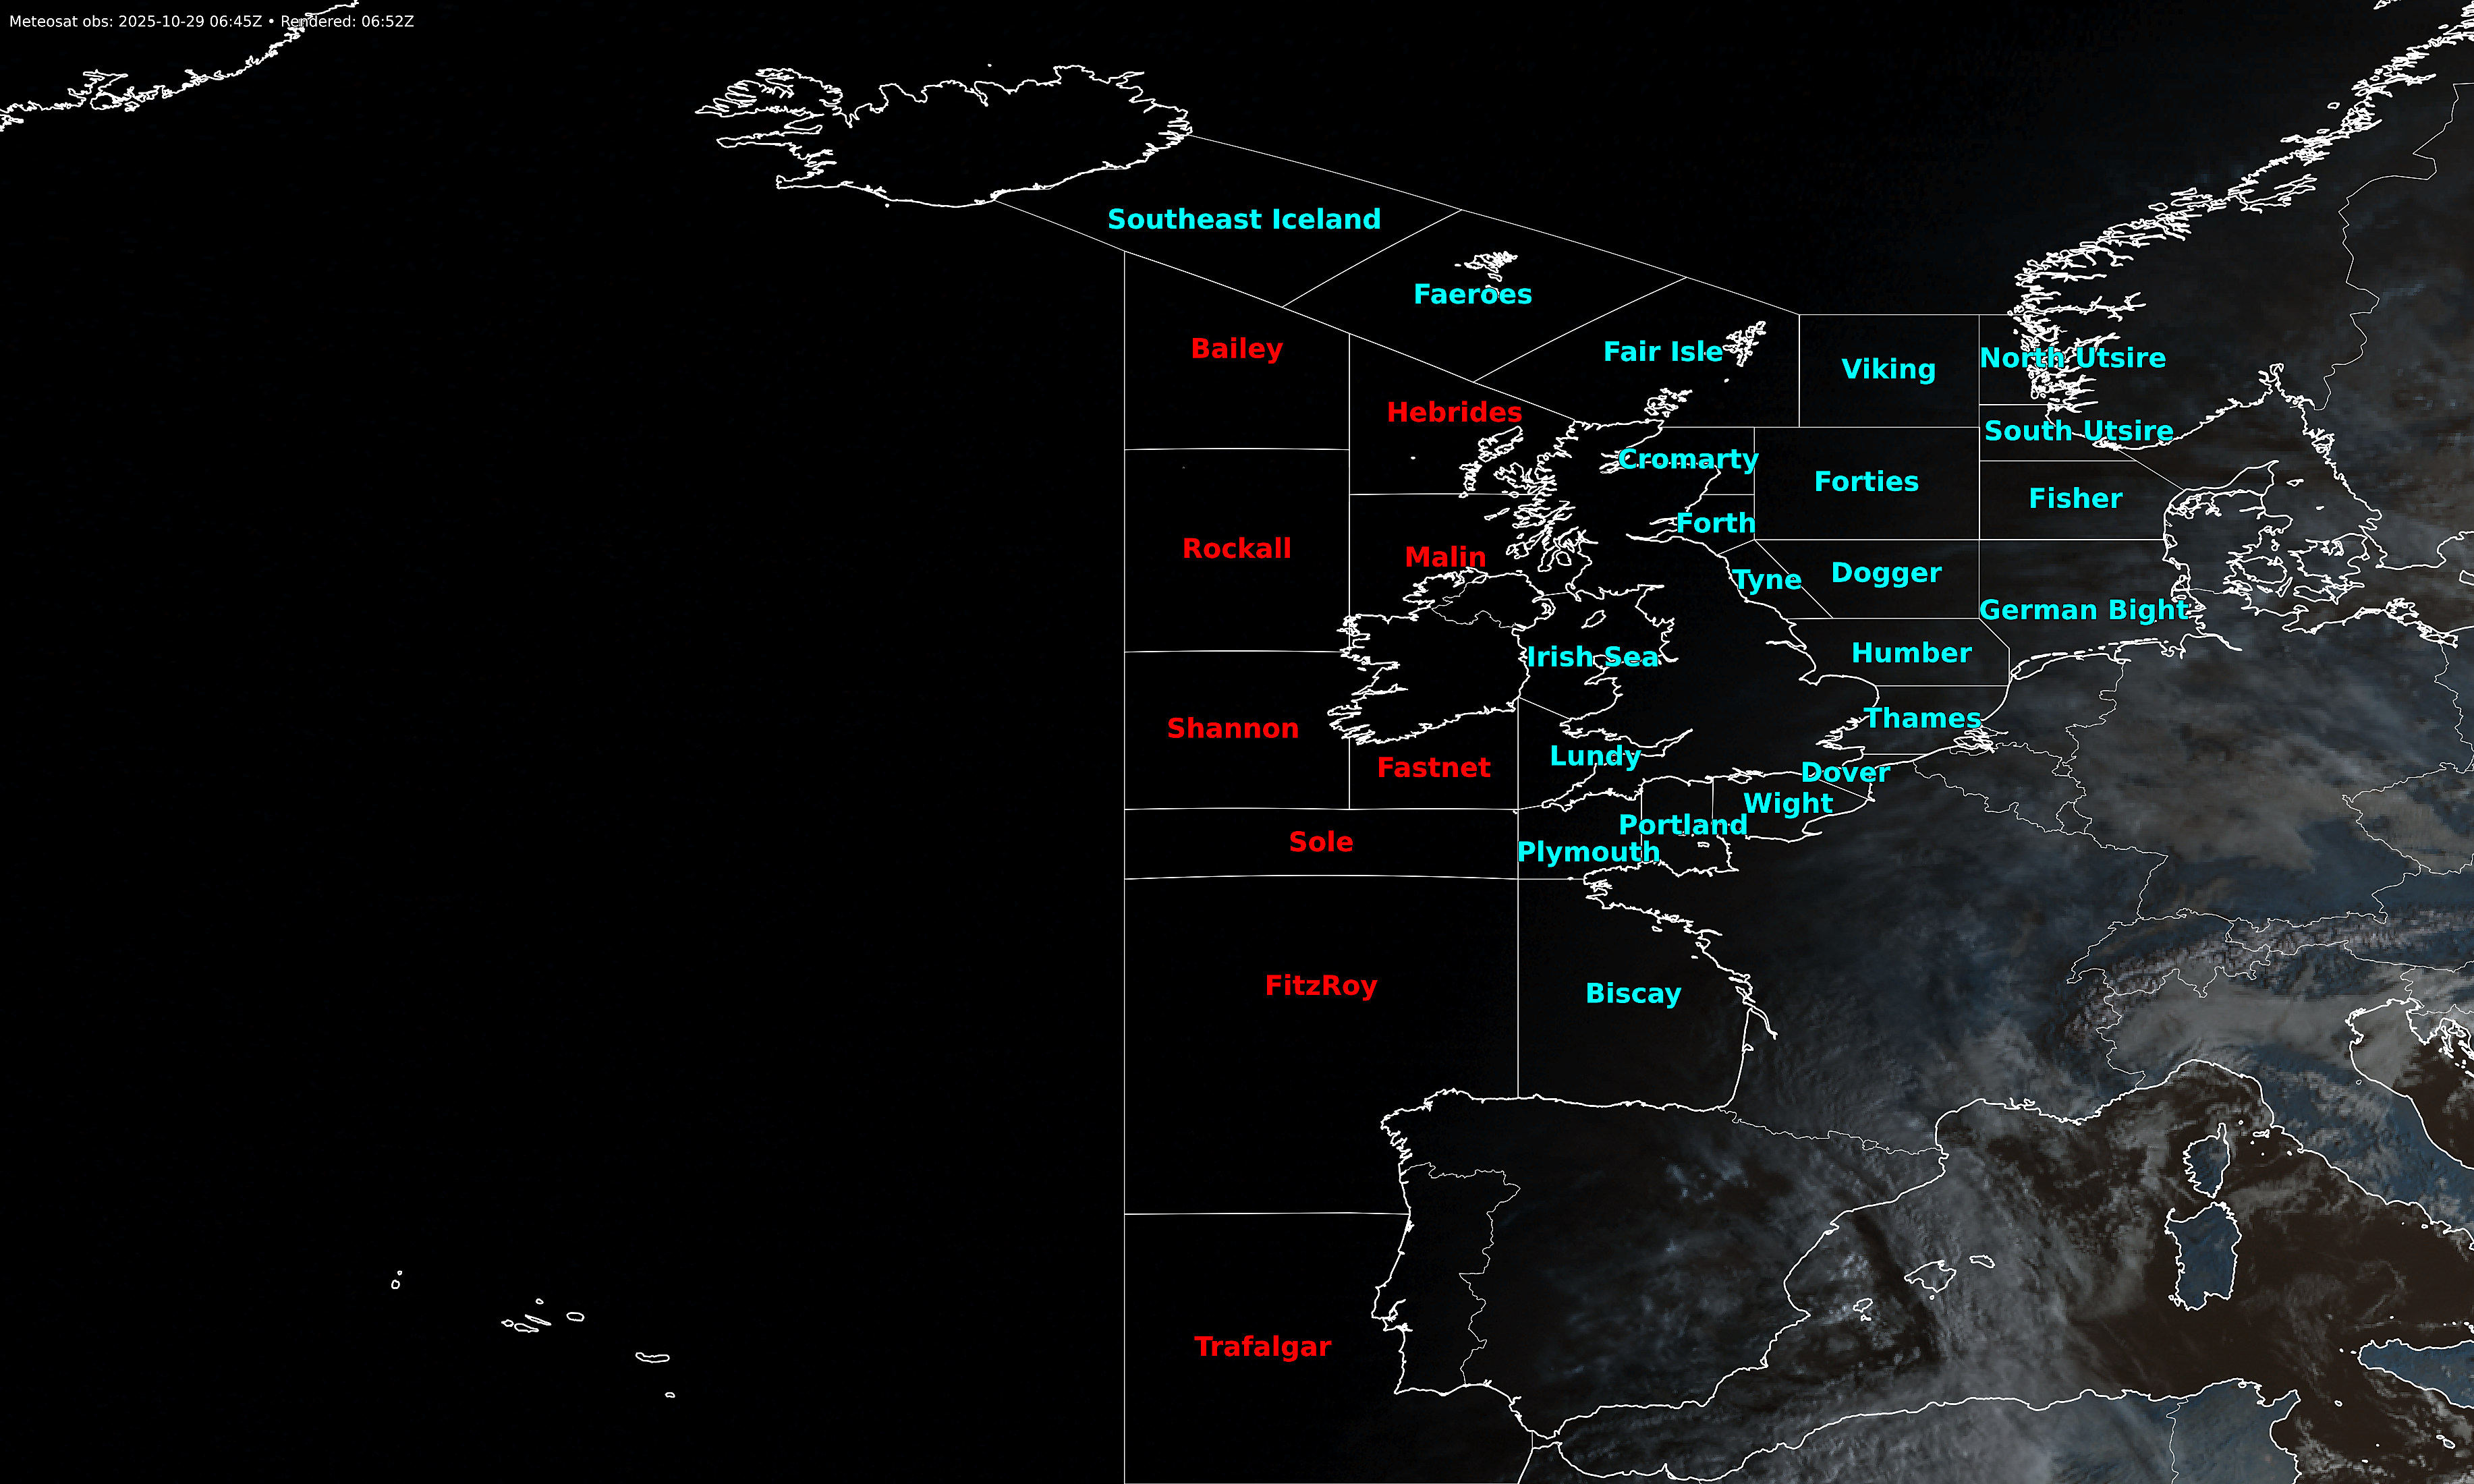 Meteosat obs: 2025-10-29 06:45Z • Rendered: 06:52Z
Southeast Iceland
Faeroes
Bailey
Fair Isle
North Utsire
Viking
Hebrides
South Utsire
Cromarty
Forties
Fisher
Forth
Rockall
Malin
Dogger
Tyne
German Bight
Humber
Irish Sea
Thames
Shannon
Lundy
Fastnet
Dover
Wight
Portland
Sole
Plymouth
FitzRoy
Biscay
Trafalgar